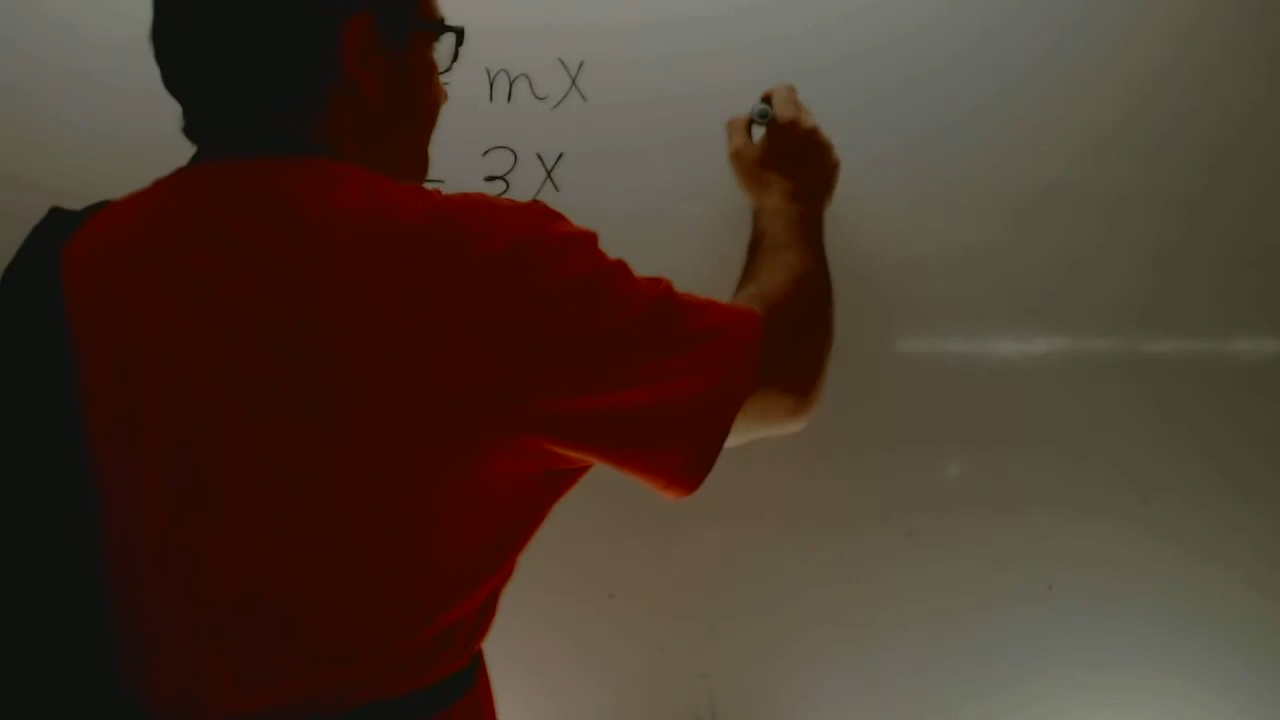 = mx
= 3x